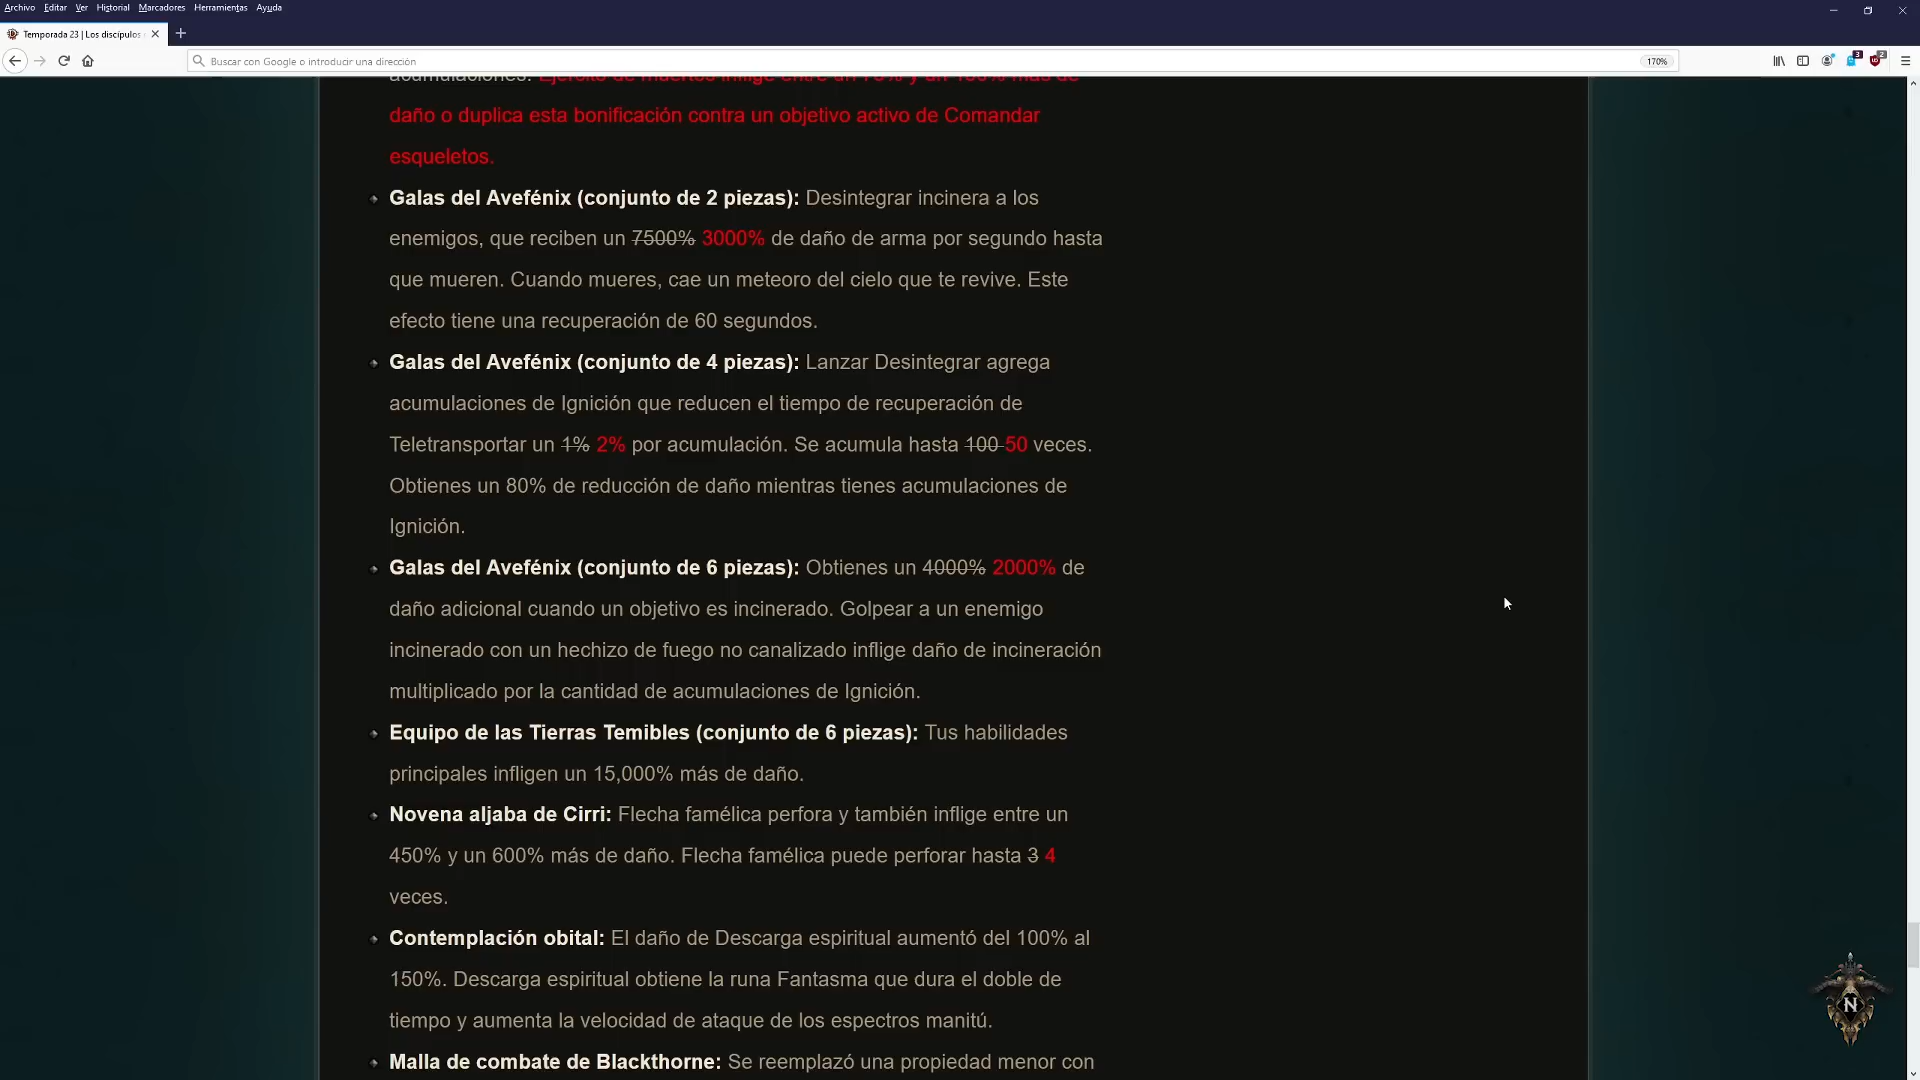 Archivo Editar Ver Historial Marcadores Herramientas Ayuda
Temporada 23 | Los discípulos
Buscar con Google o introducir una dirección
170%
3
2
acumulaciones. Ejército de muertos inflige entre un
daño o duplica esta bonificación contra un objetivo activo de Comandar
esqueletos.
Galas del Avefénix (conjunto de 2 piezas): Desintegrar incinera a los
enemigos, que reciben un 7500% 3000% de daño de arma por segundo hasta
que mueren. Cuando mueres, cae un meteoro del cielo que te revive. Este
efecto tiene una recuperación de 60 segundos.
Galas del Avefénix (conjunto de 4 piezas): Lanzar Desintegrar agrega
acumulaciones de Ignición que reducen el tiempo de recuperación de
Teletransportar un 1% 2% por acumulación. Se acumula hasta 100 50 veces.
Obtienes un 80% de reducción de daño mientras tienes acumulaciones de
Ignición.
Galas del Avefénix (conjunto de 6 piezas): Obtienes un 4000% 2000% de
daño adicional cuando un objetivo es incinerado. Golpear a un enemigo
incinerado con un hechizo de fuego no canalizado inflige daño de incineración
multiplicado por la cantidad de acumulaciones de Ignición.
Equipo de las Tierras Temibles (conjunto de 6 piezas): Tus habilidades
principales infligen un 15,000% más de daño.
Novena aljaba de Cirri: Flecha famélica perfora y también inflige entre un
450% y un 600% más de daño. Flecha famélica puede perforar hasta 3 4
veces.
Contemplación obital: El daño de Descarga espiritual aumentó del 100% al
150%. Descarga espiritual obtiene la runa Fantasma que dura el doble de
tiempo y aumenta la velocidad de ataque de los espectros manitú.
Malla de combate de Blackthorne: Se reemplazó una propiedad menor con
N